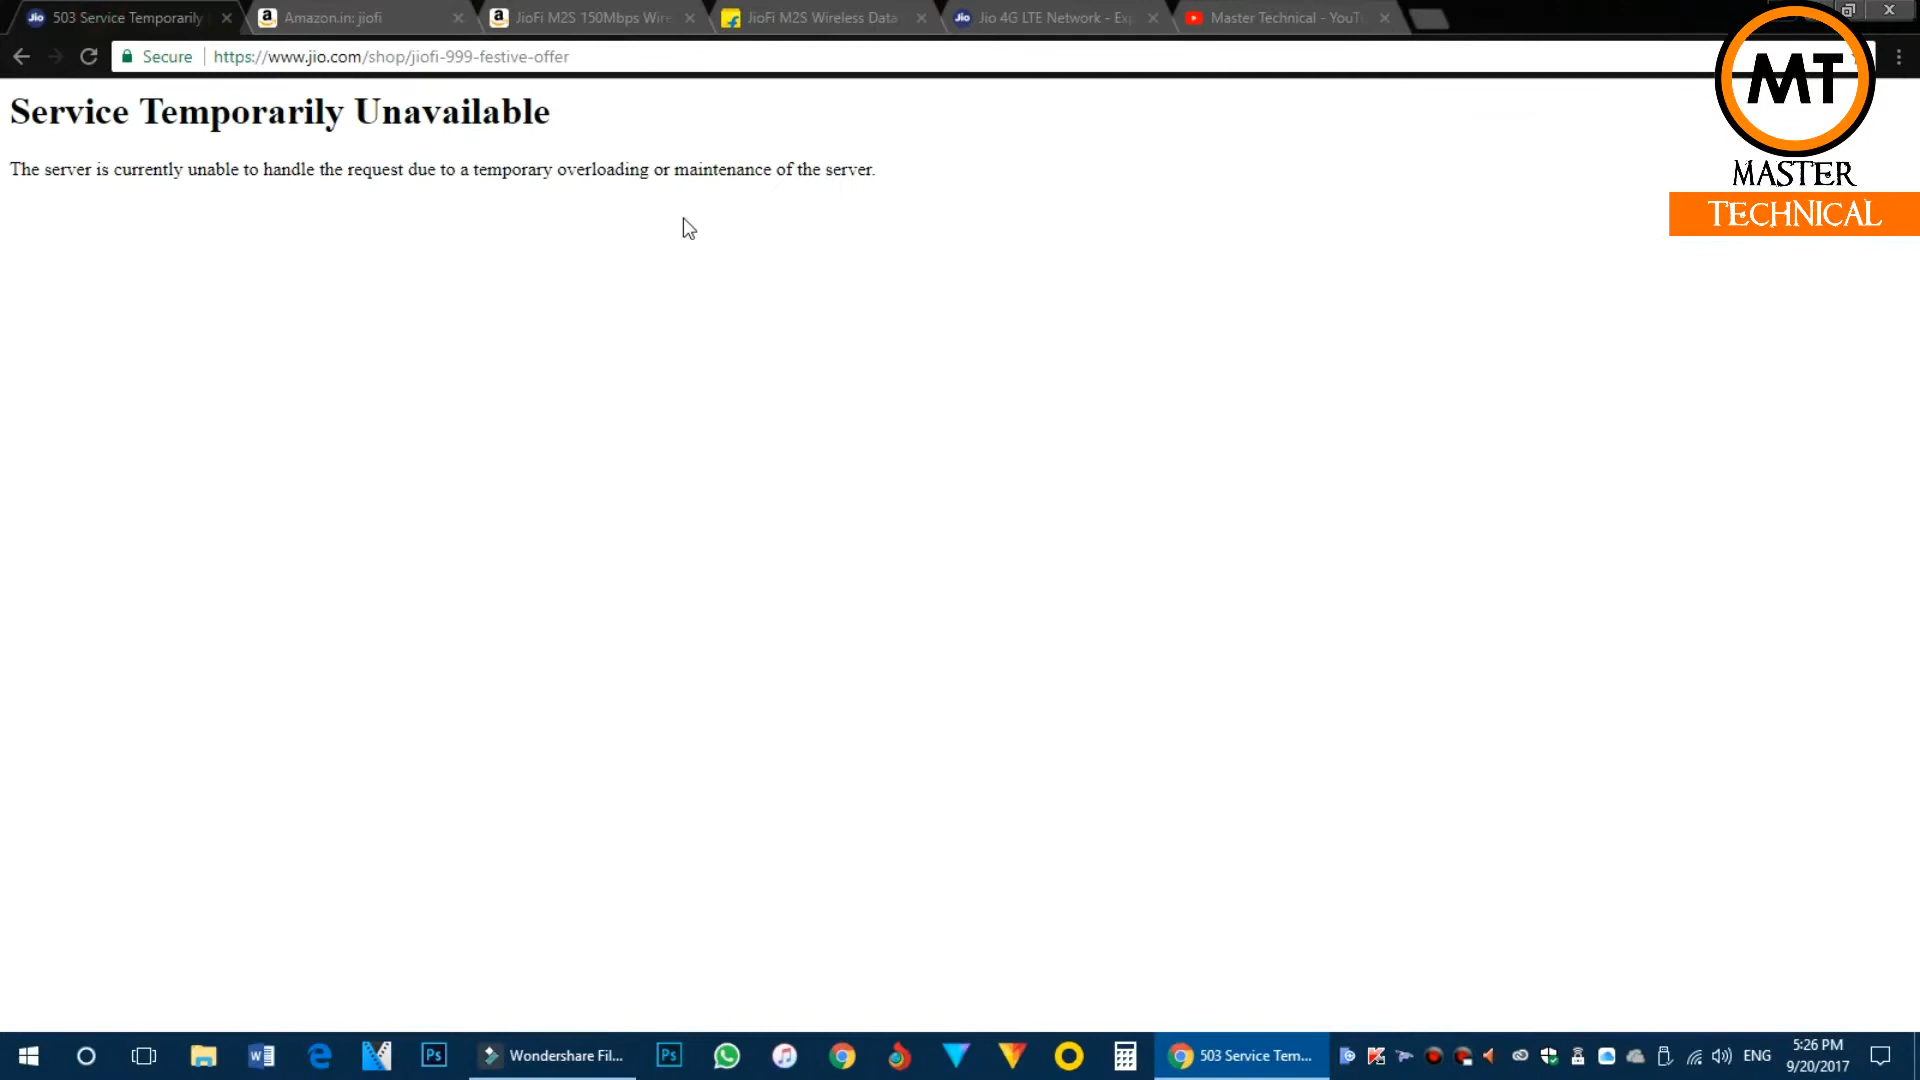 503 Service Temporarily
Amazon.in: jiofi
JioFi M2S 150Mbps Wire
JioFi M2S Wireless Data
Jio 4G LTE Network - Ex
Master Technical - YouT
Secure
https://www.jio.com/shop/jiofi-999-festive-offer
Service Temporarily Unavailable
The server is currently unable to handle the request due to a temporary overloading or maintenance of the server.
MT
MASTER
TECHNICAL
Wondershare Fil...
503 Service Tem...
ENG
5:26 PM
9/20/2017